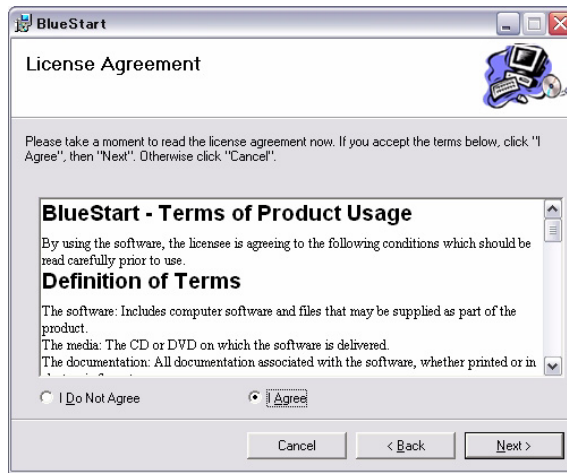 BlueStart
License Agreement
Please take a moment to read the license agreement now. If you accept the terms below, click "I
Agree", then "Next". Otherwise click "Cancel".
BlueStart - Terms of Product Usage
By using the software, the licensee is agreeing to the following conditions which should be
read carefully prior to use.
Definition of Terms
The software: Includes computer software and files that may be supplied as part of the
product.
The media: The CD or DVD on which the software is delivered.
The documentation: All documentation associated with the software, whether printed or in
I Do Not Agree
I Agree
Cancel
< Back
Next >